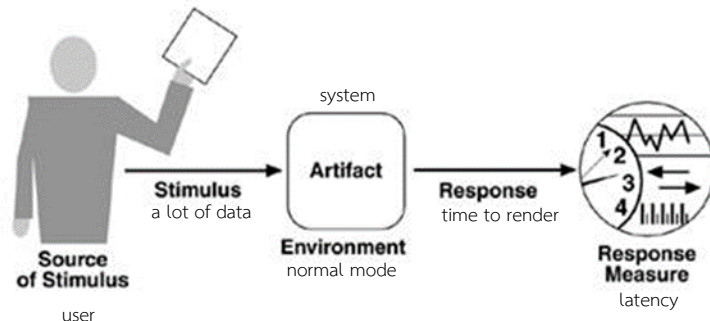 system
Artifact
Stimulus
a lot of data
Response
time to render
1
2
3
4
Environment
normal mode
Source
of Stimulus
user
Response
Measure
latency